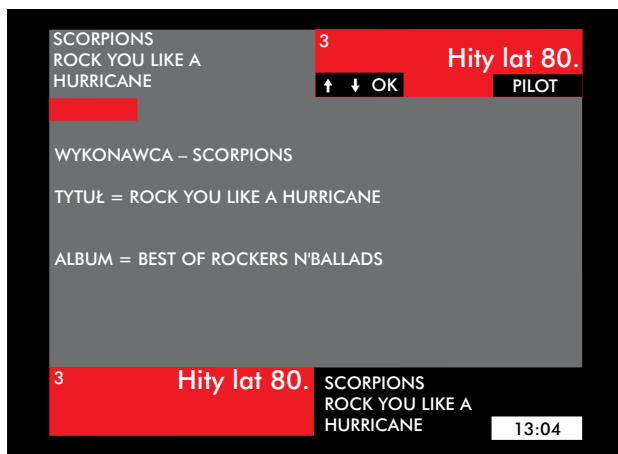 SCORPIONS
ROCK YOU LIKE A
HURRICANE
3
Hity lat 80.
↑ ↓ OK
PILOT
WYKONAWCA – SCORPIONS
TYTUŁ = ROCK YOU LIKE A HURRICANE
ALBUM = BEST OF ROCKERS N'BALLADS
3
Hity lat 80.
SCORPIONS
ROCK YOU LIKE A
HURRICANE
13:04